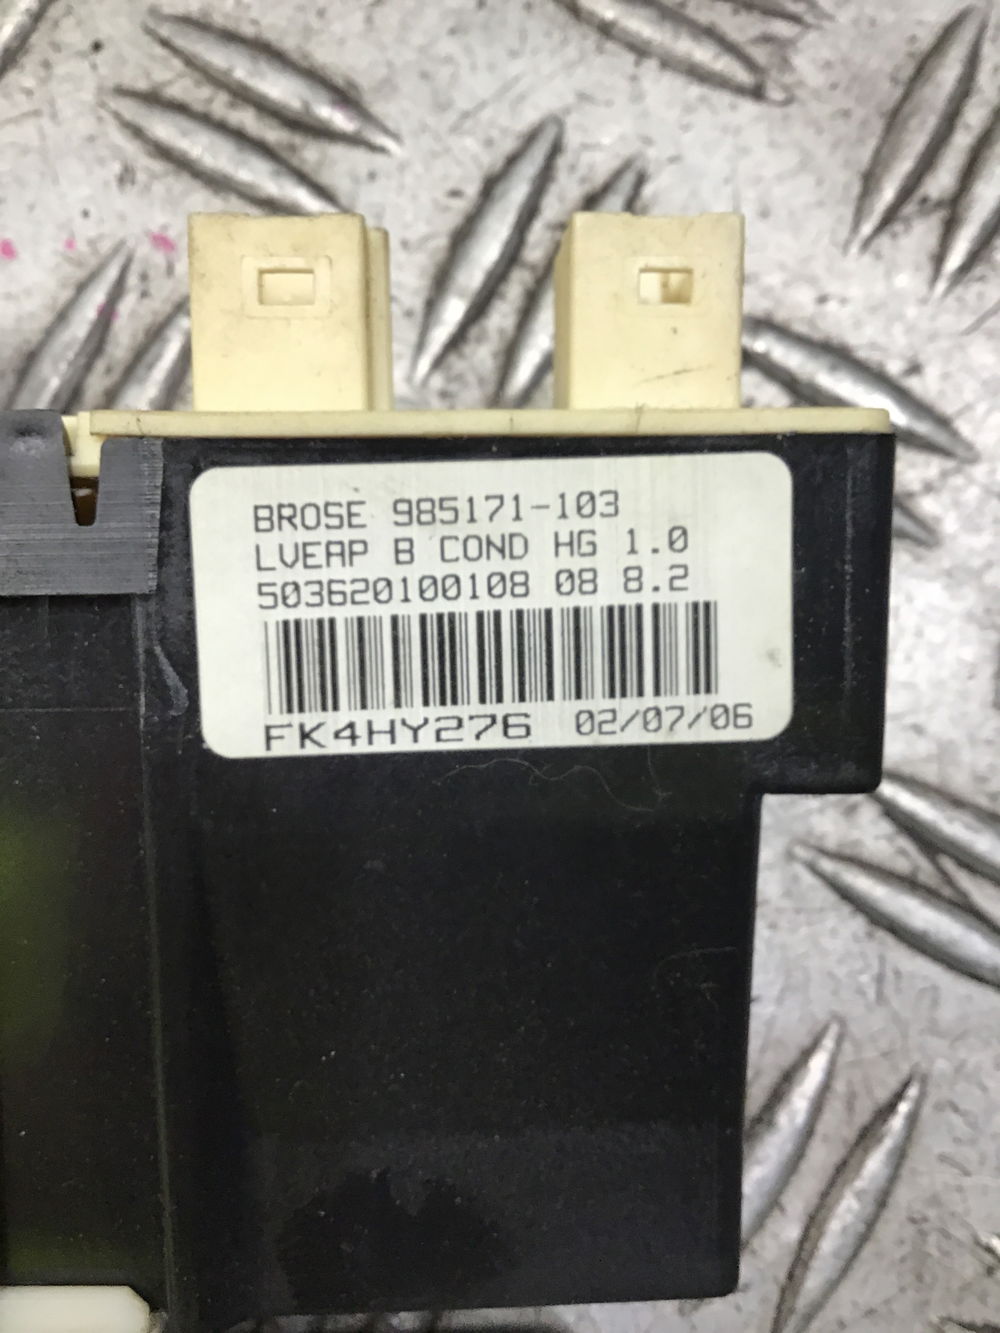 BROSE 985171-103
LVEAP B COND HG 1.0
503620100108 08 8.2
FK4HY276 02/07/06